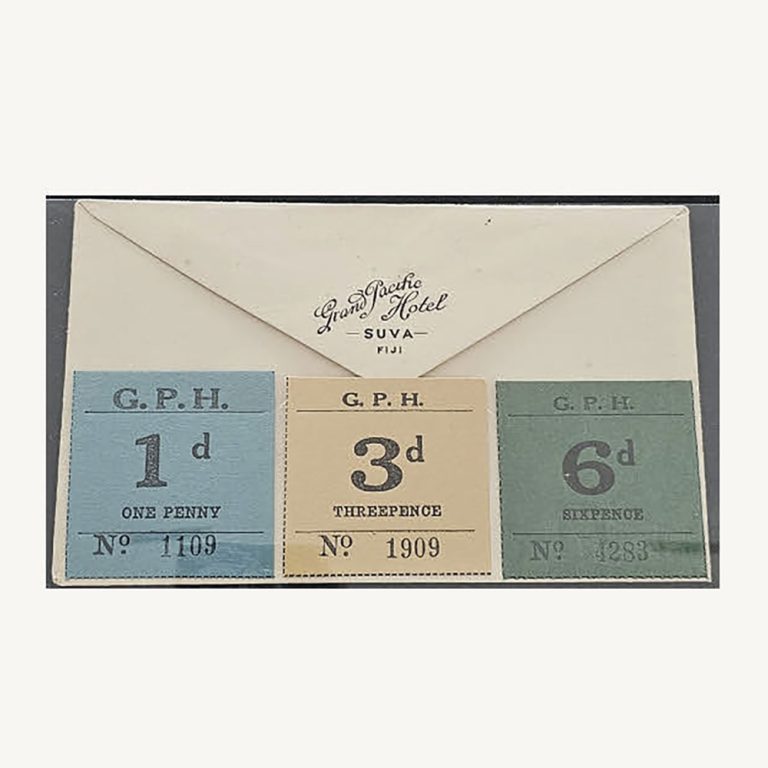 Grand Pacific
Hotel
—SUVA—
FIJI
G. P. H.
1d
ONE PENNY
No. 1109
G. P. H.
3d
THREEPENCE
No. 1909
G. P. H.
6d
SIXPENCE
No. 4283